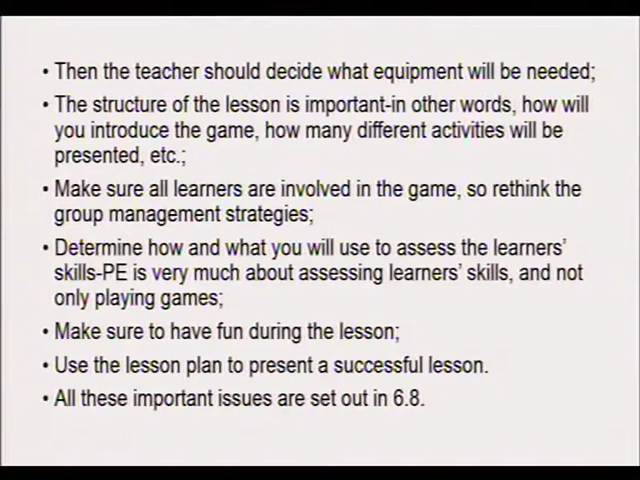 • Then the teacher should decide what equipment will be needed;
• The structure of the lesson is important-in other words, how will
you introduce the game, how many different activities will be
presented, etc.;
• Make sure all learners are involved in the game, so rethink the
group management strategies;
• Determine how and what you will use to assess the learners'
skills-PE is very much about assessing learners' skills, and not
only playing games;
• Make sure to have fun during the lesson;
• Use the lesson plan to present a successful lesson.
• All these important issues are set out in 6.8.